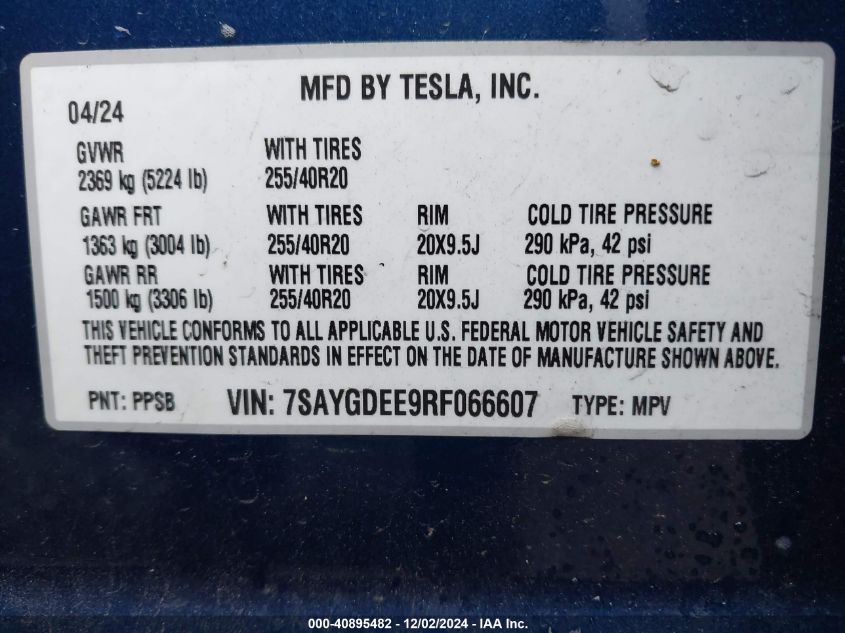 MFD BY TESLA, INC.
04/24
GVWR WITH TIRES
2369 kg (5224 lb) 255/40R20
GAWR FRT WITH TIRES RIM COLD TIRE PRESSURE
1363 kg (3004 lb) 255/40R20 20X9.5J 290 kPa, 42 psi
GAWR RR WITH TIRES RIM COLD TIRE PRESSURE
1500 kg (3306 lb) 255/40R20 20X9.5J 290 kPa, 42 psi
THIS VEHICLE CONFORMS TO ALL APPLICABLE U.S. FEDERAL MOTOR VEHICLE SAFETY AND
THEFT PREVENTION STANDARDS IN EFFECT ON THE DATE OF MANUFACTURE SHOWN ABOVE.
PNT: PPSB VIN: 7SAYGDEE9RF066607 TYPE: MPV
000-40895482 - 12/02/2024 - IAA Inc.